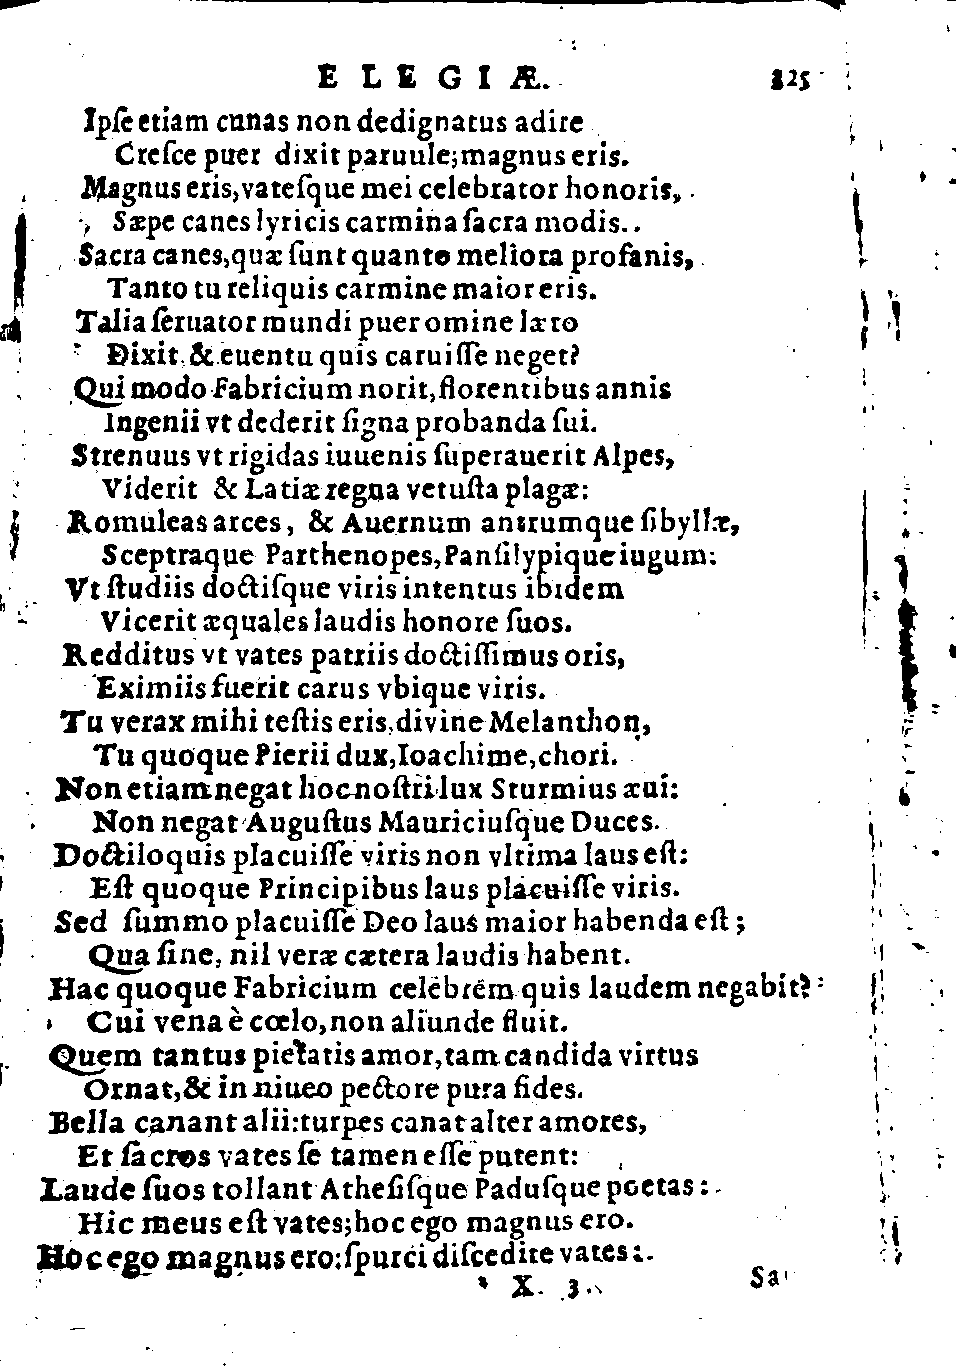 ELEGIÆ. 325
Ipſe etiam cunas non dedignatus adire
Creſce puer dixit paruule; magnus eris.
Magnus eris, vateſque mei celebrator honoris,
Sæpe canes lyricis carmina ſacra modis.
Sacra canes, quæ ſunt quanto meliora profanis,
Tanto tu reliquis carmine maior eris.
Talia ſeruator mundi puer omine læto
Dixit, & euentu quis caruiſſe neget?
Qui modo Fabricium norit, florentibus annis
Ingenii vt dederit ſigna probanda ſui.
Strenuus vt rigidas iuuenis ſuperauerit Alpes,
Viderit & Latiæ regna vetuſta plagæ:
Romuleas arces, & Auernum antrumque ſibyllæ,
Sceptraque Parthenopes, Panſilypique iugum:
Vt ſtudiis doctiſque viris intentus ibidem
Vicerit æquales laudis honore ſuos.
Redditus vt vates patriis doctiſſimus oris,
Eximiis fuerit carus vbique viris.
Tu verax mihi teſtis eris, divine Melanthon,
Tu quoque Pierii dux, Ioachime, chori.
Non etiam negat hoc noſtri lux Sturmius æui:
Non negat Auguſtus Mauriciuſque Duces.
Doctiloquis placuiſſe viris non vltima laus eſt:
Eſt quoque Principibus laus placuiſſe viris.
Sed ſummo placuiſſe Deo laus maior habenda eſt;
Qua ſine, nil veræ cætera laudis habent.
Hac quoque Fabricium celebrem quis laudem negabit?
Cui vena è cœlo, non aliunde fluit.
Quem tantus pietatis amor, tam candida virtus
Ornat, & in niueo pectore pura fides.
Bella canant alii: turpes canat alter amores,
Et ſacros vates ſe tamen eſſe putent:
Laude ſuos tollant Atheſiſque Paduſque poetas:
Hic meus eſt vates; hoc ego magnus ero.
Hoc ego magnus ero: ſpurci diſcedite vates:
X 3 Sa